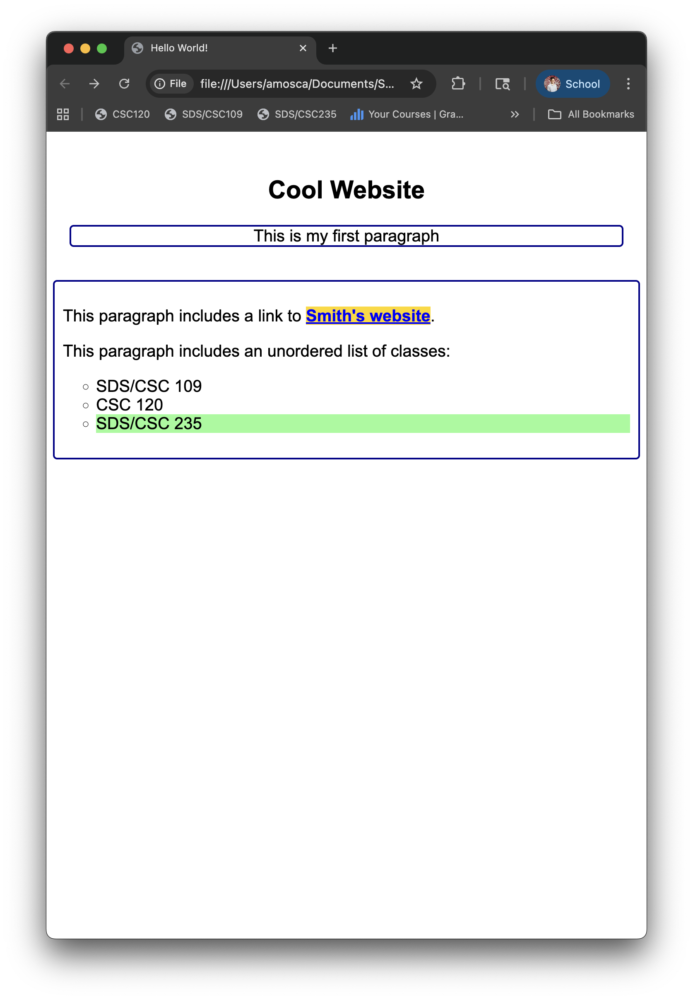 Hello World!
File file:///Users/amosca/Documents/S... School
CSC120 SDS/CSC109 SDS/CSC235 Your Courses | Gra... All Bookmarks
Cool Website
This is my first paragraph
This paragraph includes a link to Smith's website.
This paragraph includes an unordered list of classes:
SDS/CSC 109
CSC 120
SDS/CSC 235